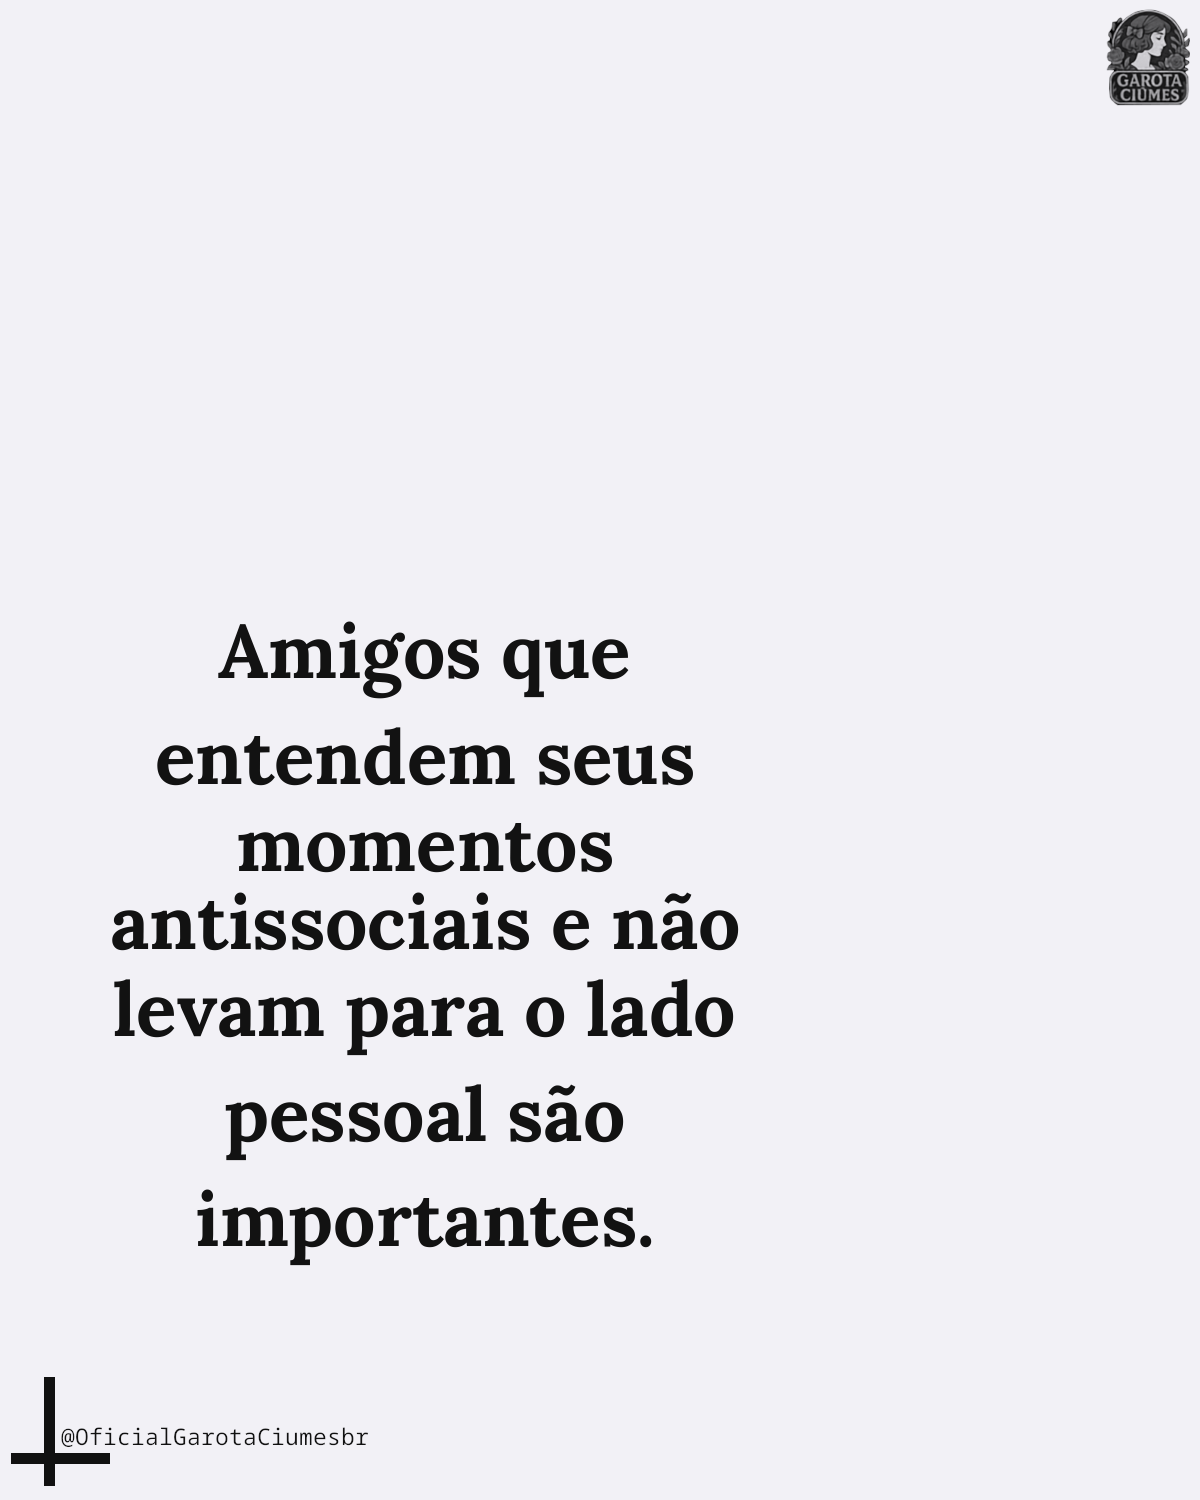 GAROTA
CIÚMES
Amigos que
entendem seus
momentos
antissociais e não
levam para o lado
pessoal são
importantes.
@OficialGarotaCiumesbr